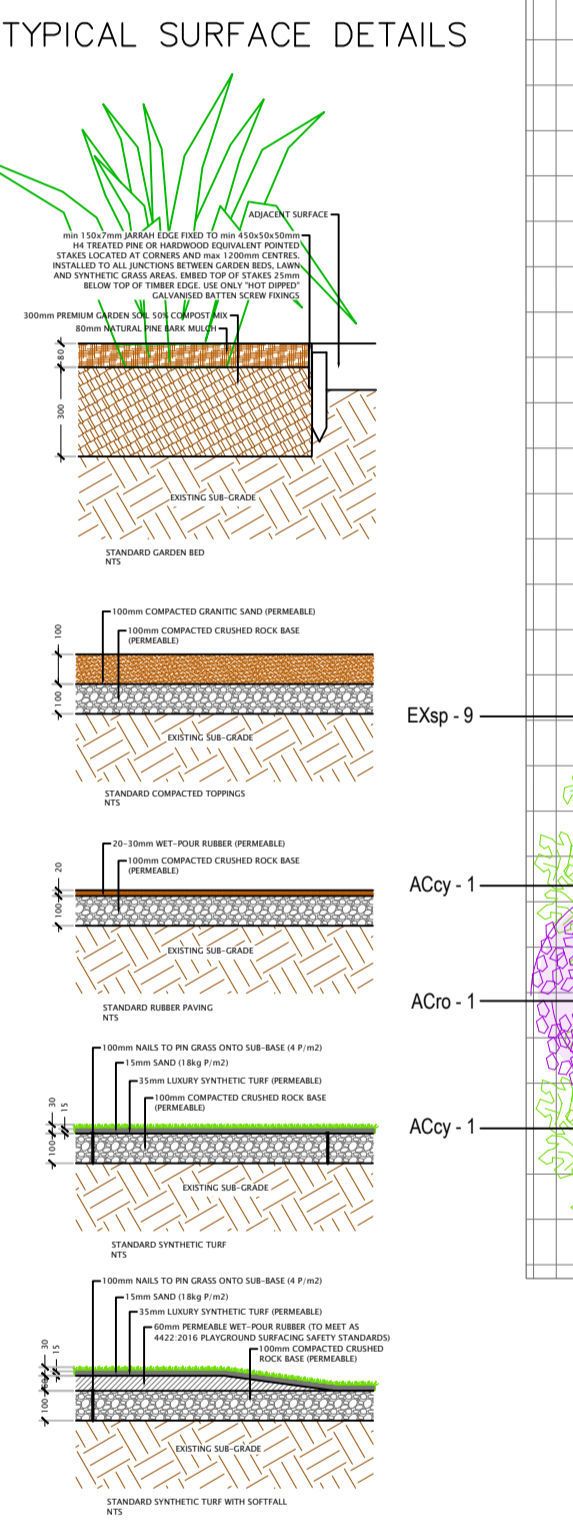 TYPICAL SURFACE DETAILS
ADJACENT SURFACE
min 150x7mm JARRAH EDGE FIXED TO min 450x50x50mm
H4 TREATED PINE OR HARDWOOD EQUIVALENT POINTED
STAKES LOCATED AT CORNERS AND max 1200mm CENTRES.
INSTALLED TO ALL JUNCTIONS BETWEEN GARDEN BEDS, LAWN
AND SYNTHETIC GRASS AREAS. EMBED TOP OF STAKES 25mm
BELOW TOP OF TIMBER EDGE. USE ONLY "HOT DIPPED"
GALVANISED BATTEN SCREW FIXINGS
300mm PREMIUM GARDEN SOIL 50% COMPOST MIX
80mm NATURAL PINE BARK MULCH
80
300
EXISTING SUB-GRADE
STANDARD GARDEN BED
NTS
100mm COMPACTED GRANITIC SAND (PERMEABLE)
100mm COMPACTED CRUSHED ROCK BASE
(PERMEABLE)
100
100
EXISTING SUB-GRADE
STANDARD COMPACTED TOPPINGS
NTS
EXsp - 9
20-30mm WET-POUR RUBBER (PERMEABLE)
100mm COMPACTED CRUSHED ROCK BASE
(PERMEABLE)
20
100
EXISTING SUB-GRADE
STANDARD RUBBER PAVING
NTS
ACcy - 1
ACro - 1
100mm NAILS TO PIN GRASS ONTO SUB-BASE (4 P/m2)
15mm SAND (18kg P/m2)
35mm LUXURY SYNTHETIC TURF (PERMEABLE)
100mm COMPACTED CRUSHED ROCK BASE
(PERMEABLE)
30
15
100
EXISTING SUB-GRADE
STANDARD SYNTHETIC TURF
NTS
ACcy - 1
100mm NAILS TO PIN GRASS ONTO SUB-BASE (4 P/m2)
15mm SAND (18kg P/m2)
35mm LUXURY SYNTHETIC TURF (PERMEABLE)
60mm PERMEABLE WET-POUR RUBBER (TO MEET AS
4422:2016 PLAYGROUND SURFACING SAFETY STANDARDS)
100mm COMPACTED CRUSHED
ROCK BASE (PERMEABLE)
30
15
100
EXISTING SUB-GRADE
STANDARD SYNTHETIC TURF WITH SOFTFALL
NTS